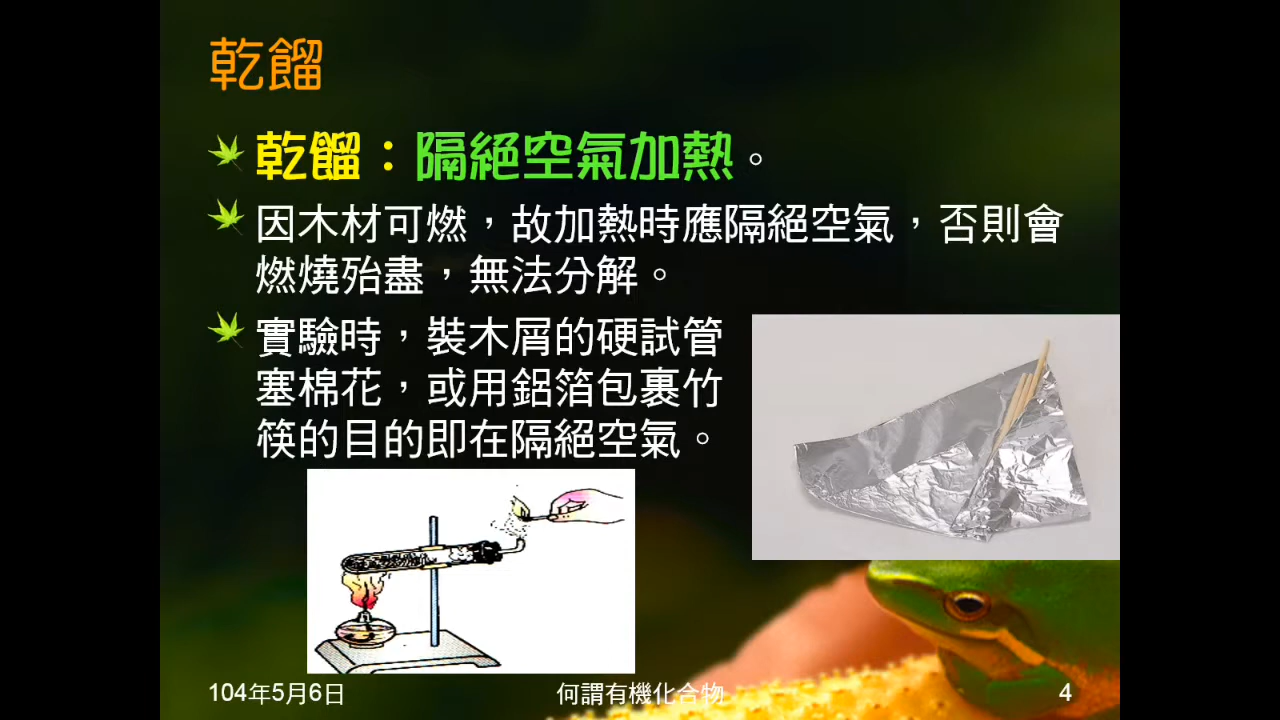 乾餾
乾餾：隔絕空氣加熱。
因木材可燃，故加熱時應隔絕空氣，否則會
燃燒殆盡，無法分解。
實驗時，裝木屑的硬試管
塞棉花，或用鋁箔包裹竹
筷的目的即在隔絕空氣。
104年5月6日
何謂有機化合物
4